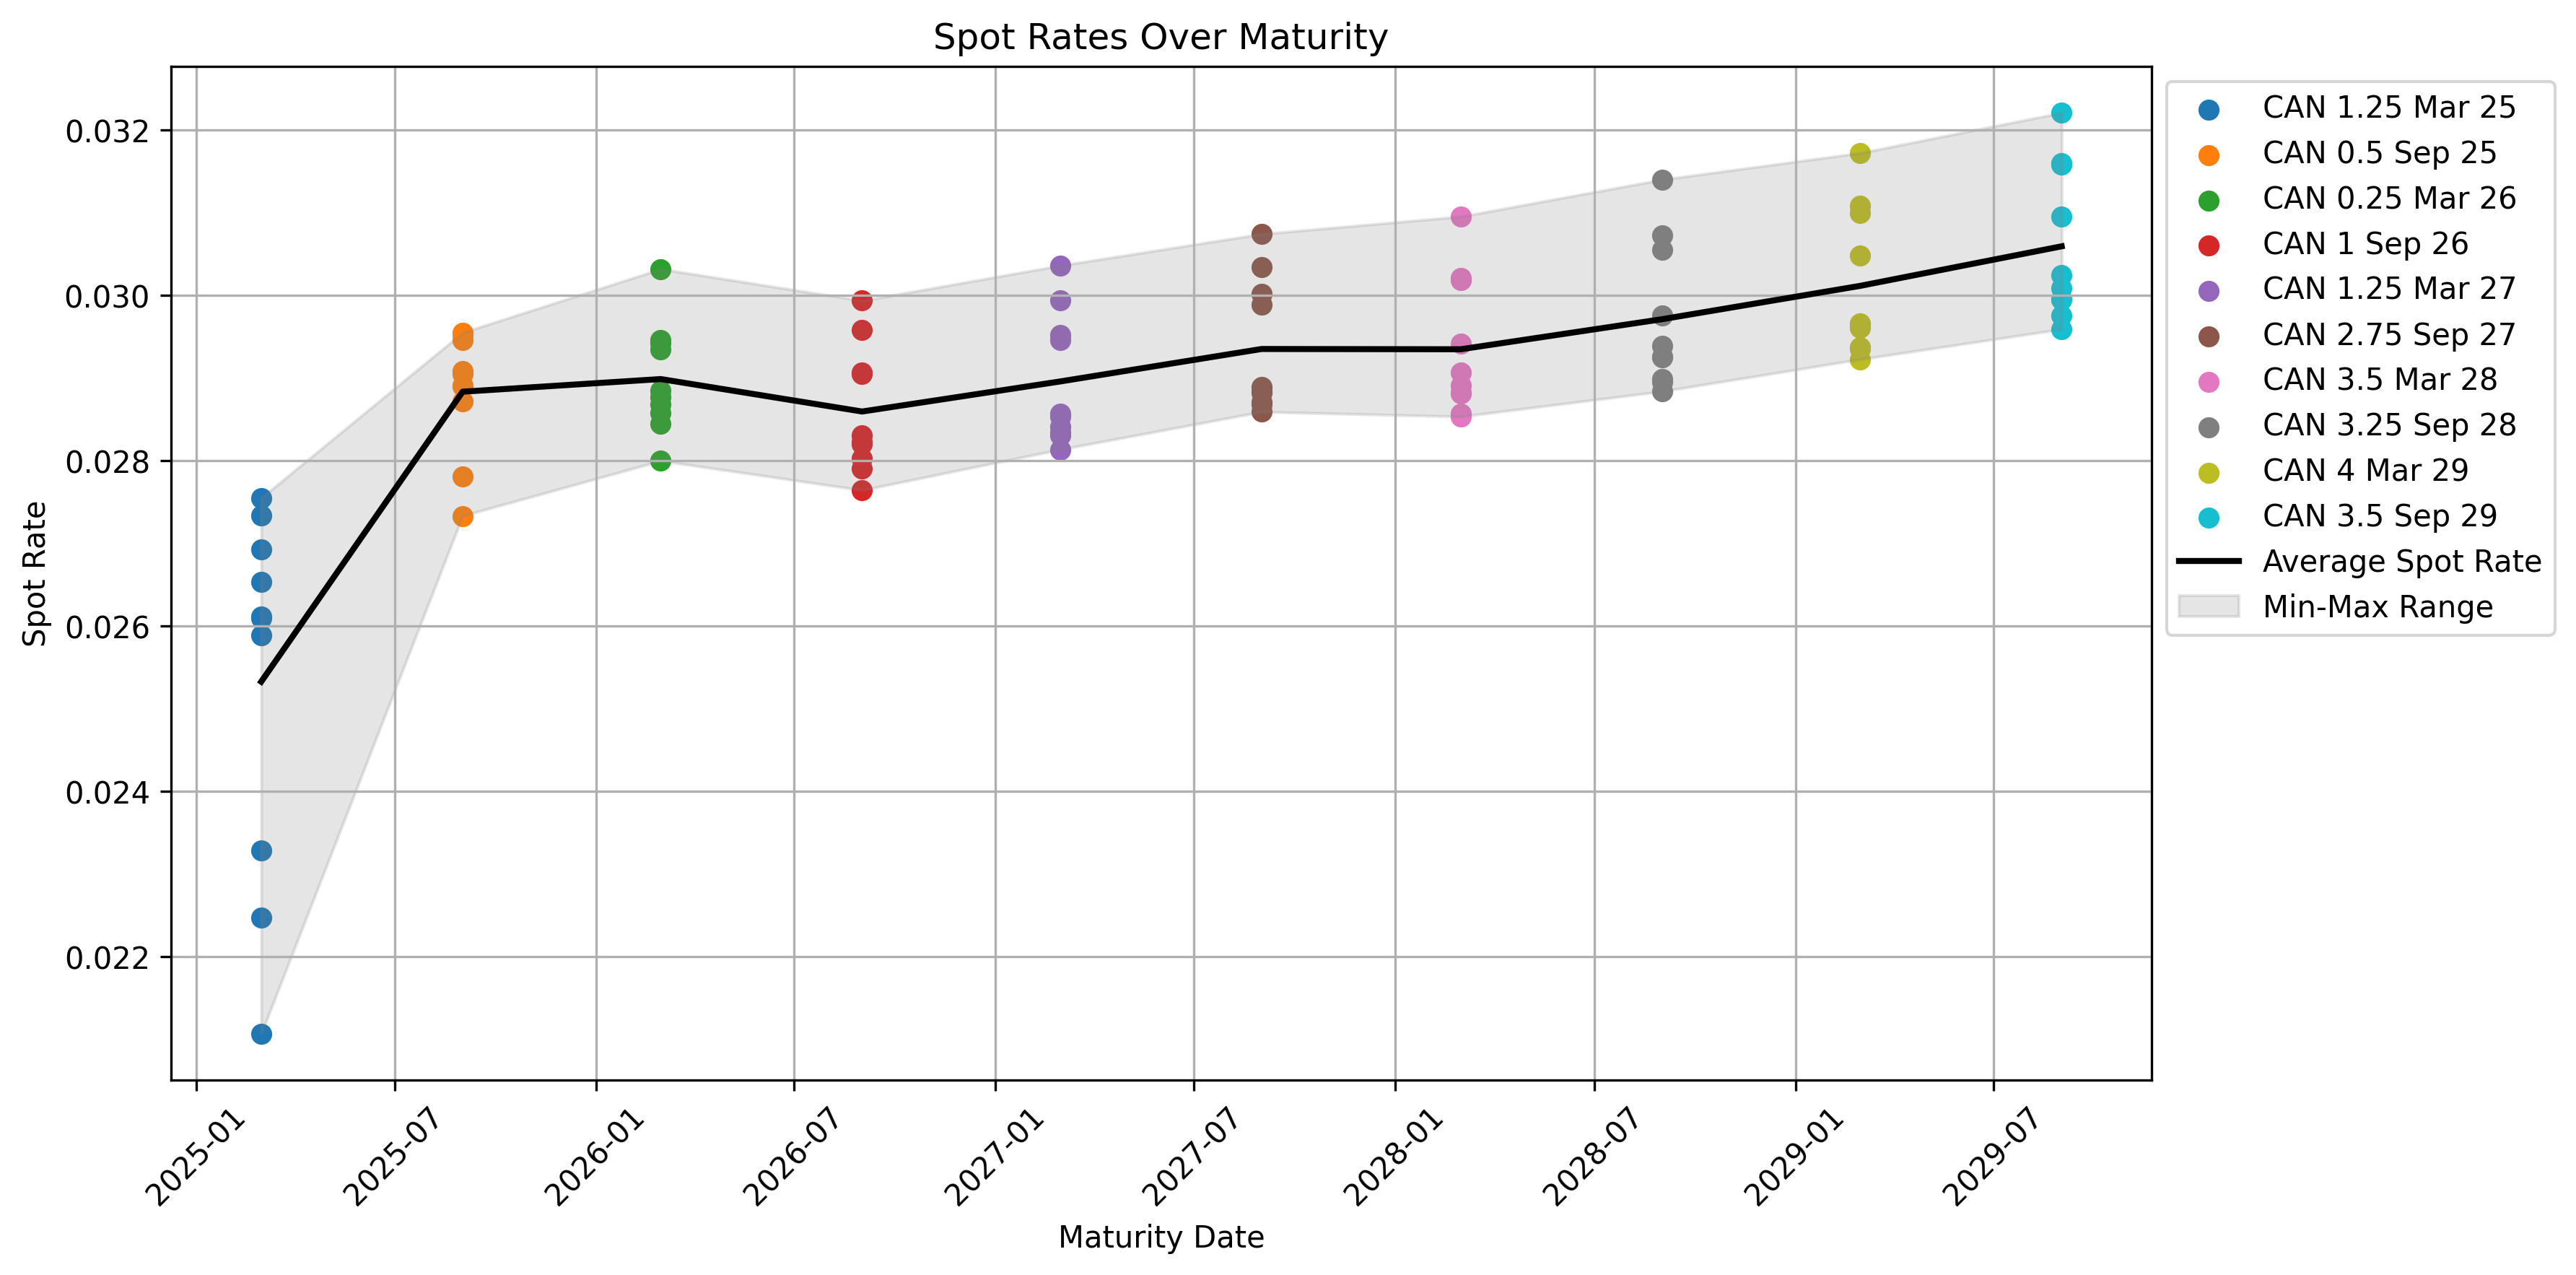 Spot Rates Over Maturity
0.032
0.030
0.028
0.026
0.024
0.022
Spot Rate
2025-01
2025-07
2026-01
2026-07
2027-01
2027-07
2028-01
2028-07
2029-01
2029-07
Maturity Date
CAN 1.25 Mar 25
CAN 0.5 Sep 25
CAN 0.25 Mar 26
CAN 1 Sep 26
CAN 1.25 Mar 27
CAN 2.75 Sep 27
CAN 3.5 Mar 28
CAN 3.25 Sep 28
CAN 4 Mar 29
CAN 3.5 Sep 29
Average Spot Rate
Min-Max Range